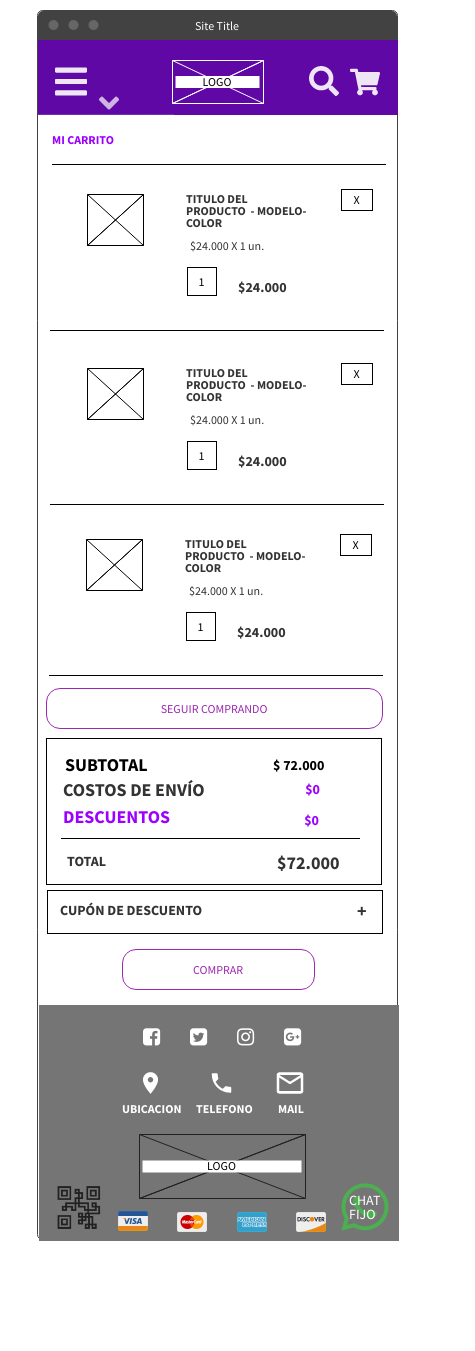 Site Title
LOGO
MI CARRITO
TITULO DEL
PRODUCTO - MODELO-
COLOR
X
$24.000 X 1 un.
1
$24.000
TITULO DEL
PRODUCTO - MODELO-
COLOR
X
$24.000 X 1 un.
1
$24.000
TITULO DEL
PRODUCTO - MODELO-
COLOR
X
$24.000 X 1 un.
1
$24.000
SEGUIR COMPRANDO
SUBTOTAL $ 72.000
COSTOS DE ENVÍO $0
DESCUENTOS $0
TOTAL $72.000
CUPÓN DE DESCUENTO +
COMPRAR
G+
UBICACION TELEFONO MAIL
LOGO
VISA MasterCard AMERICAN EXPRESS DISCOVER
CHAT
FIJO